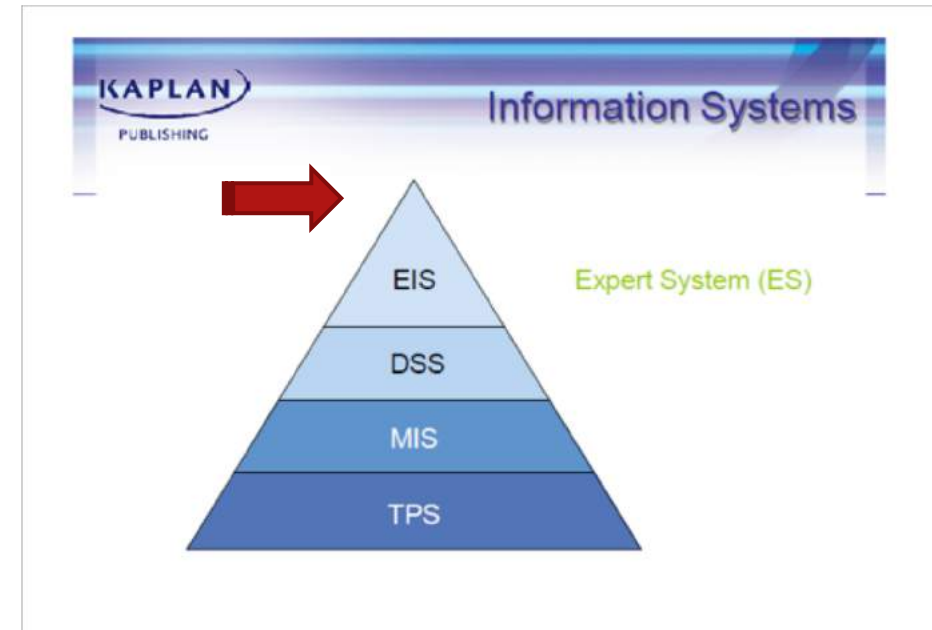 KAPLAN
PUBLISHING
Information Systems
EIS
Expert System (ES)
DSS
MIS
TPS